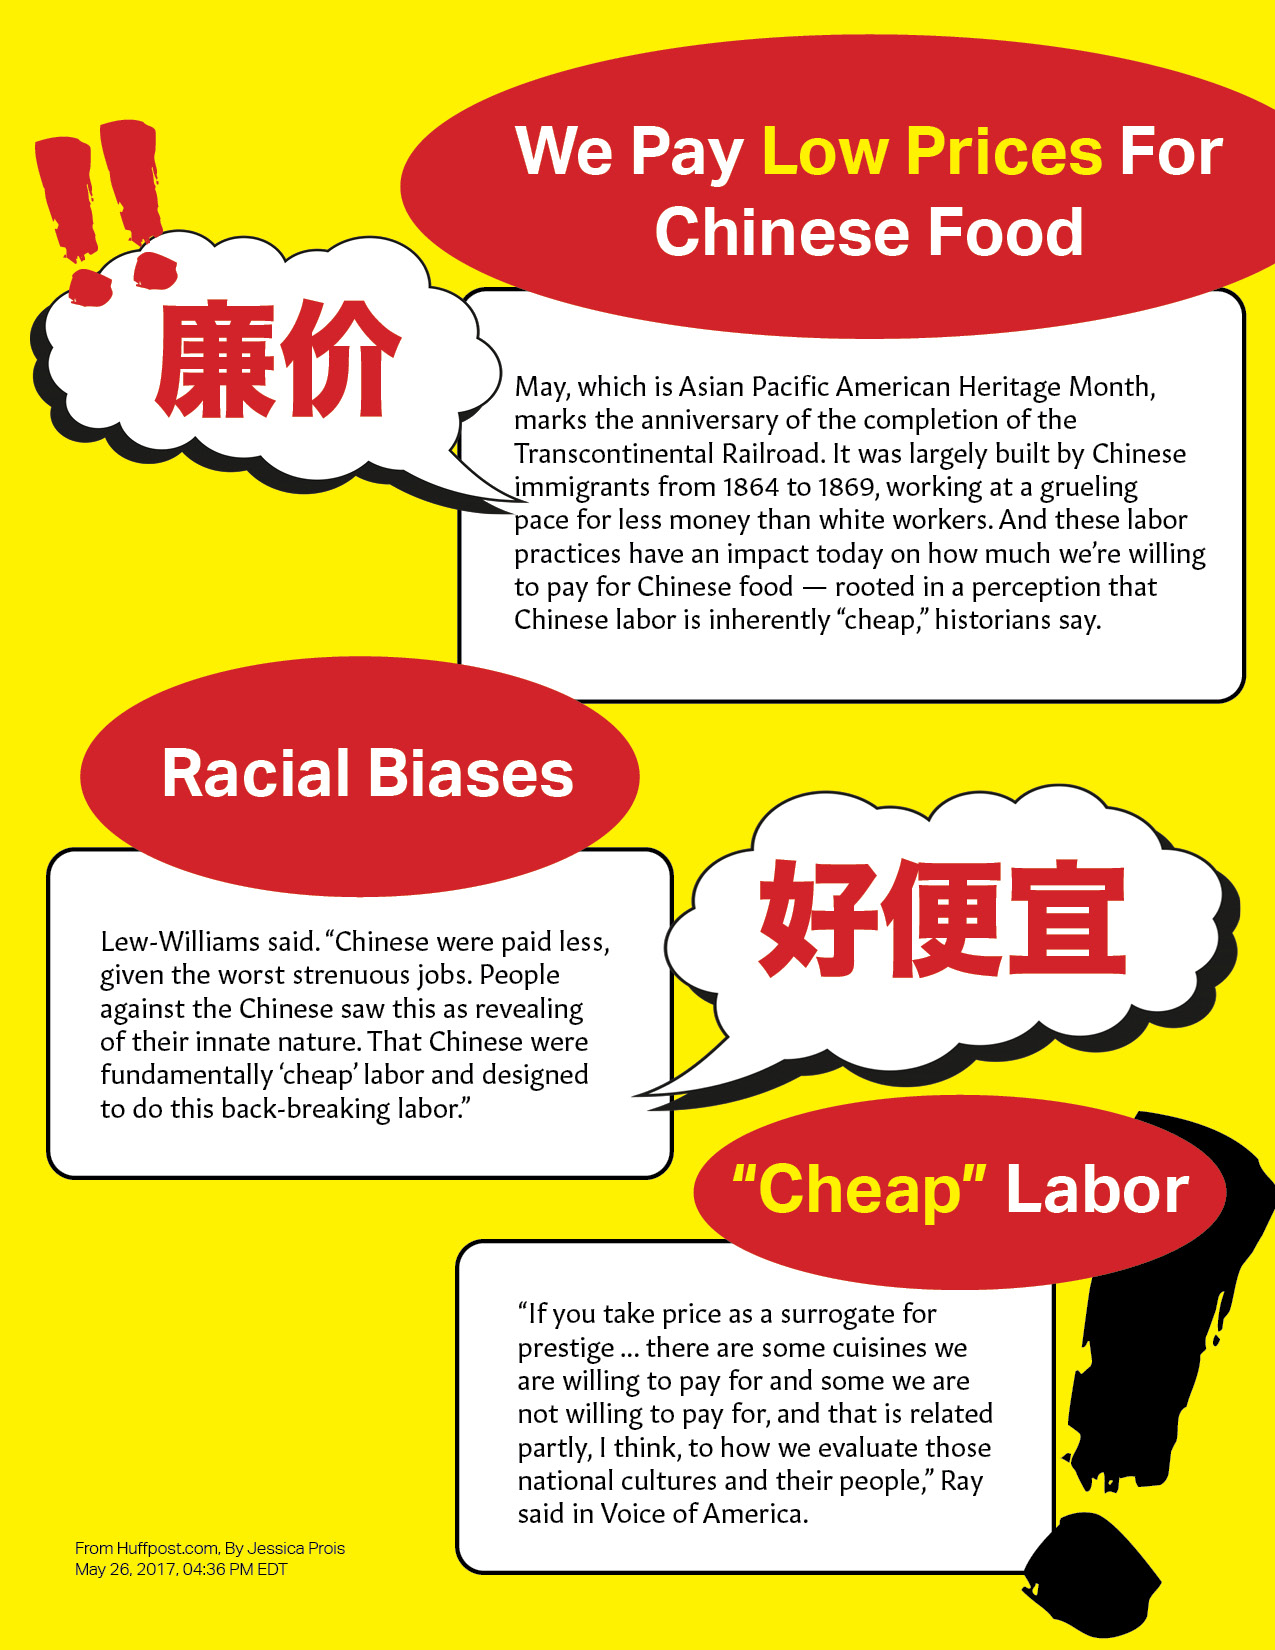 We Pay Low Prices For
Chinese Food
廉价
May, which is Asian Pacific American Heritage Month,
marks the anniversary of the completion of the
Transcontinental Railroad. It was largely built by Chinese
immigrants from 1864 to 1869, working at a grueling
pace for less money than white workers. And these labor
practices have an impact today on how much we’re willing
to pay for Chinese food — rooted in a perception that
Chinese labor is inherently “cheap,” historians say.
Racial Biases
Lew-Williams said. “Chinese were paid less,
given the worst strenuous jobs. People
against the Chinese saw this as revealing
of their innate nature. That Chinese were
fundamentally ‘cheap’ labor and designed
to do this back-breaking labor.”
好便宜
“Cheap” Labor
“If you take price as a surrogate for
prestige ... there are some cuisines we
are willing to pay for and some we are
not willing to pay for, and that is related
partly, I think, to how we evaluate those
national cultures and their people,” Ray
said in Voice of America.
From Huffpost.com, By Jessica Prois
May 26, 2017, 04:36 PM EDT